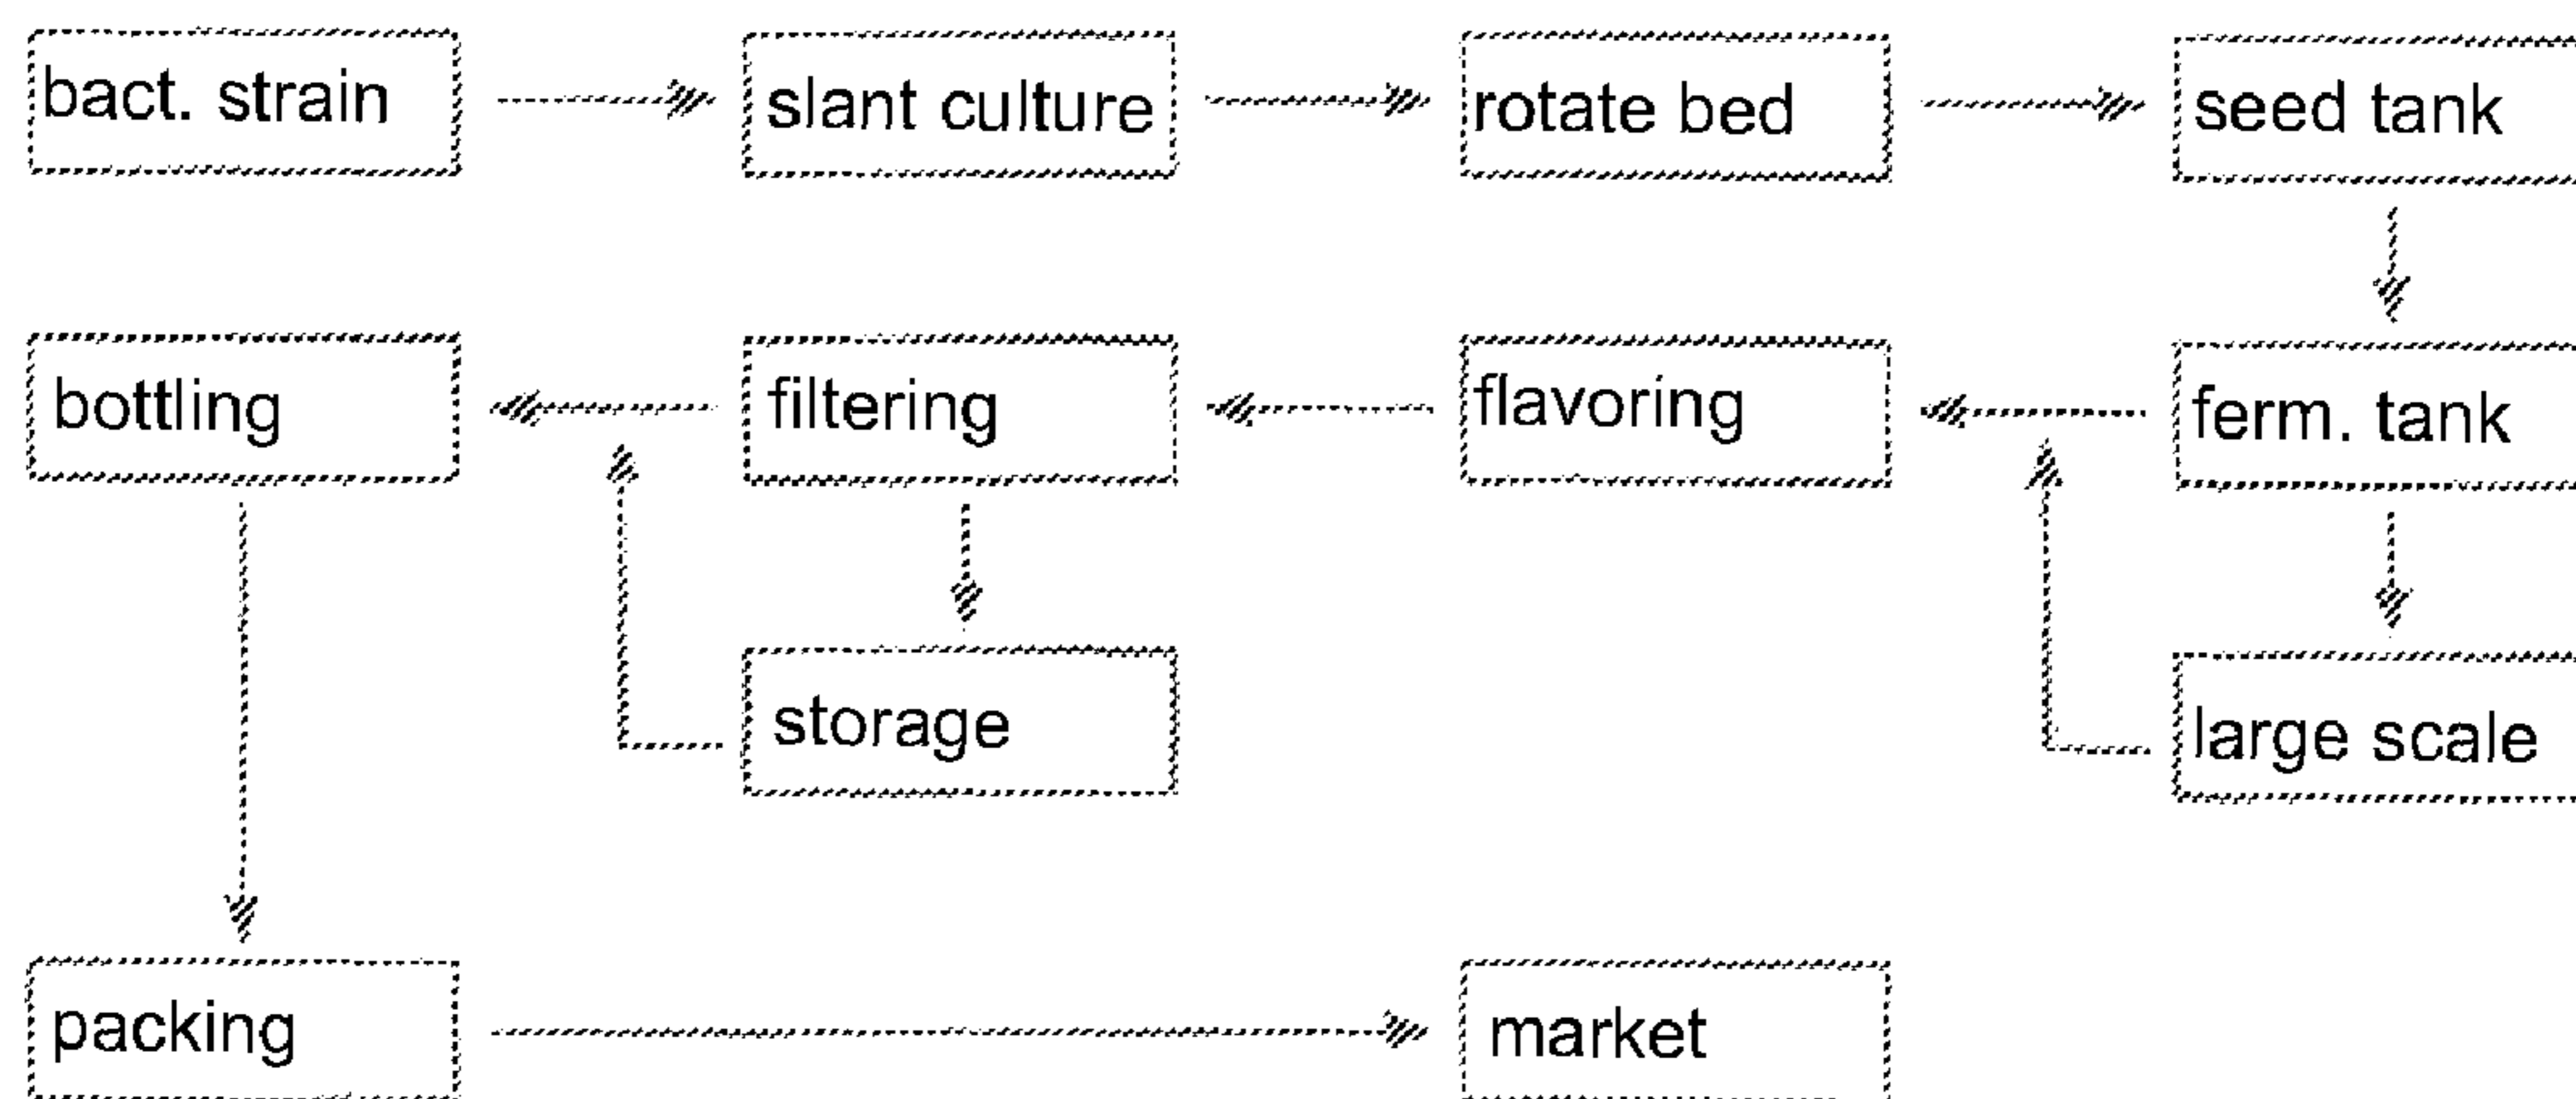 bact. strain
slant culture
rotate bed
seed tank
bottling
filtering
flavoring
ferm. tank
storage
large scale
packing
market